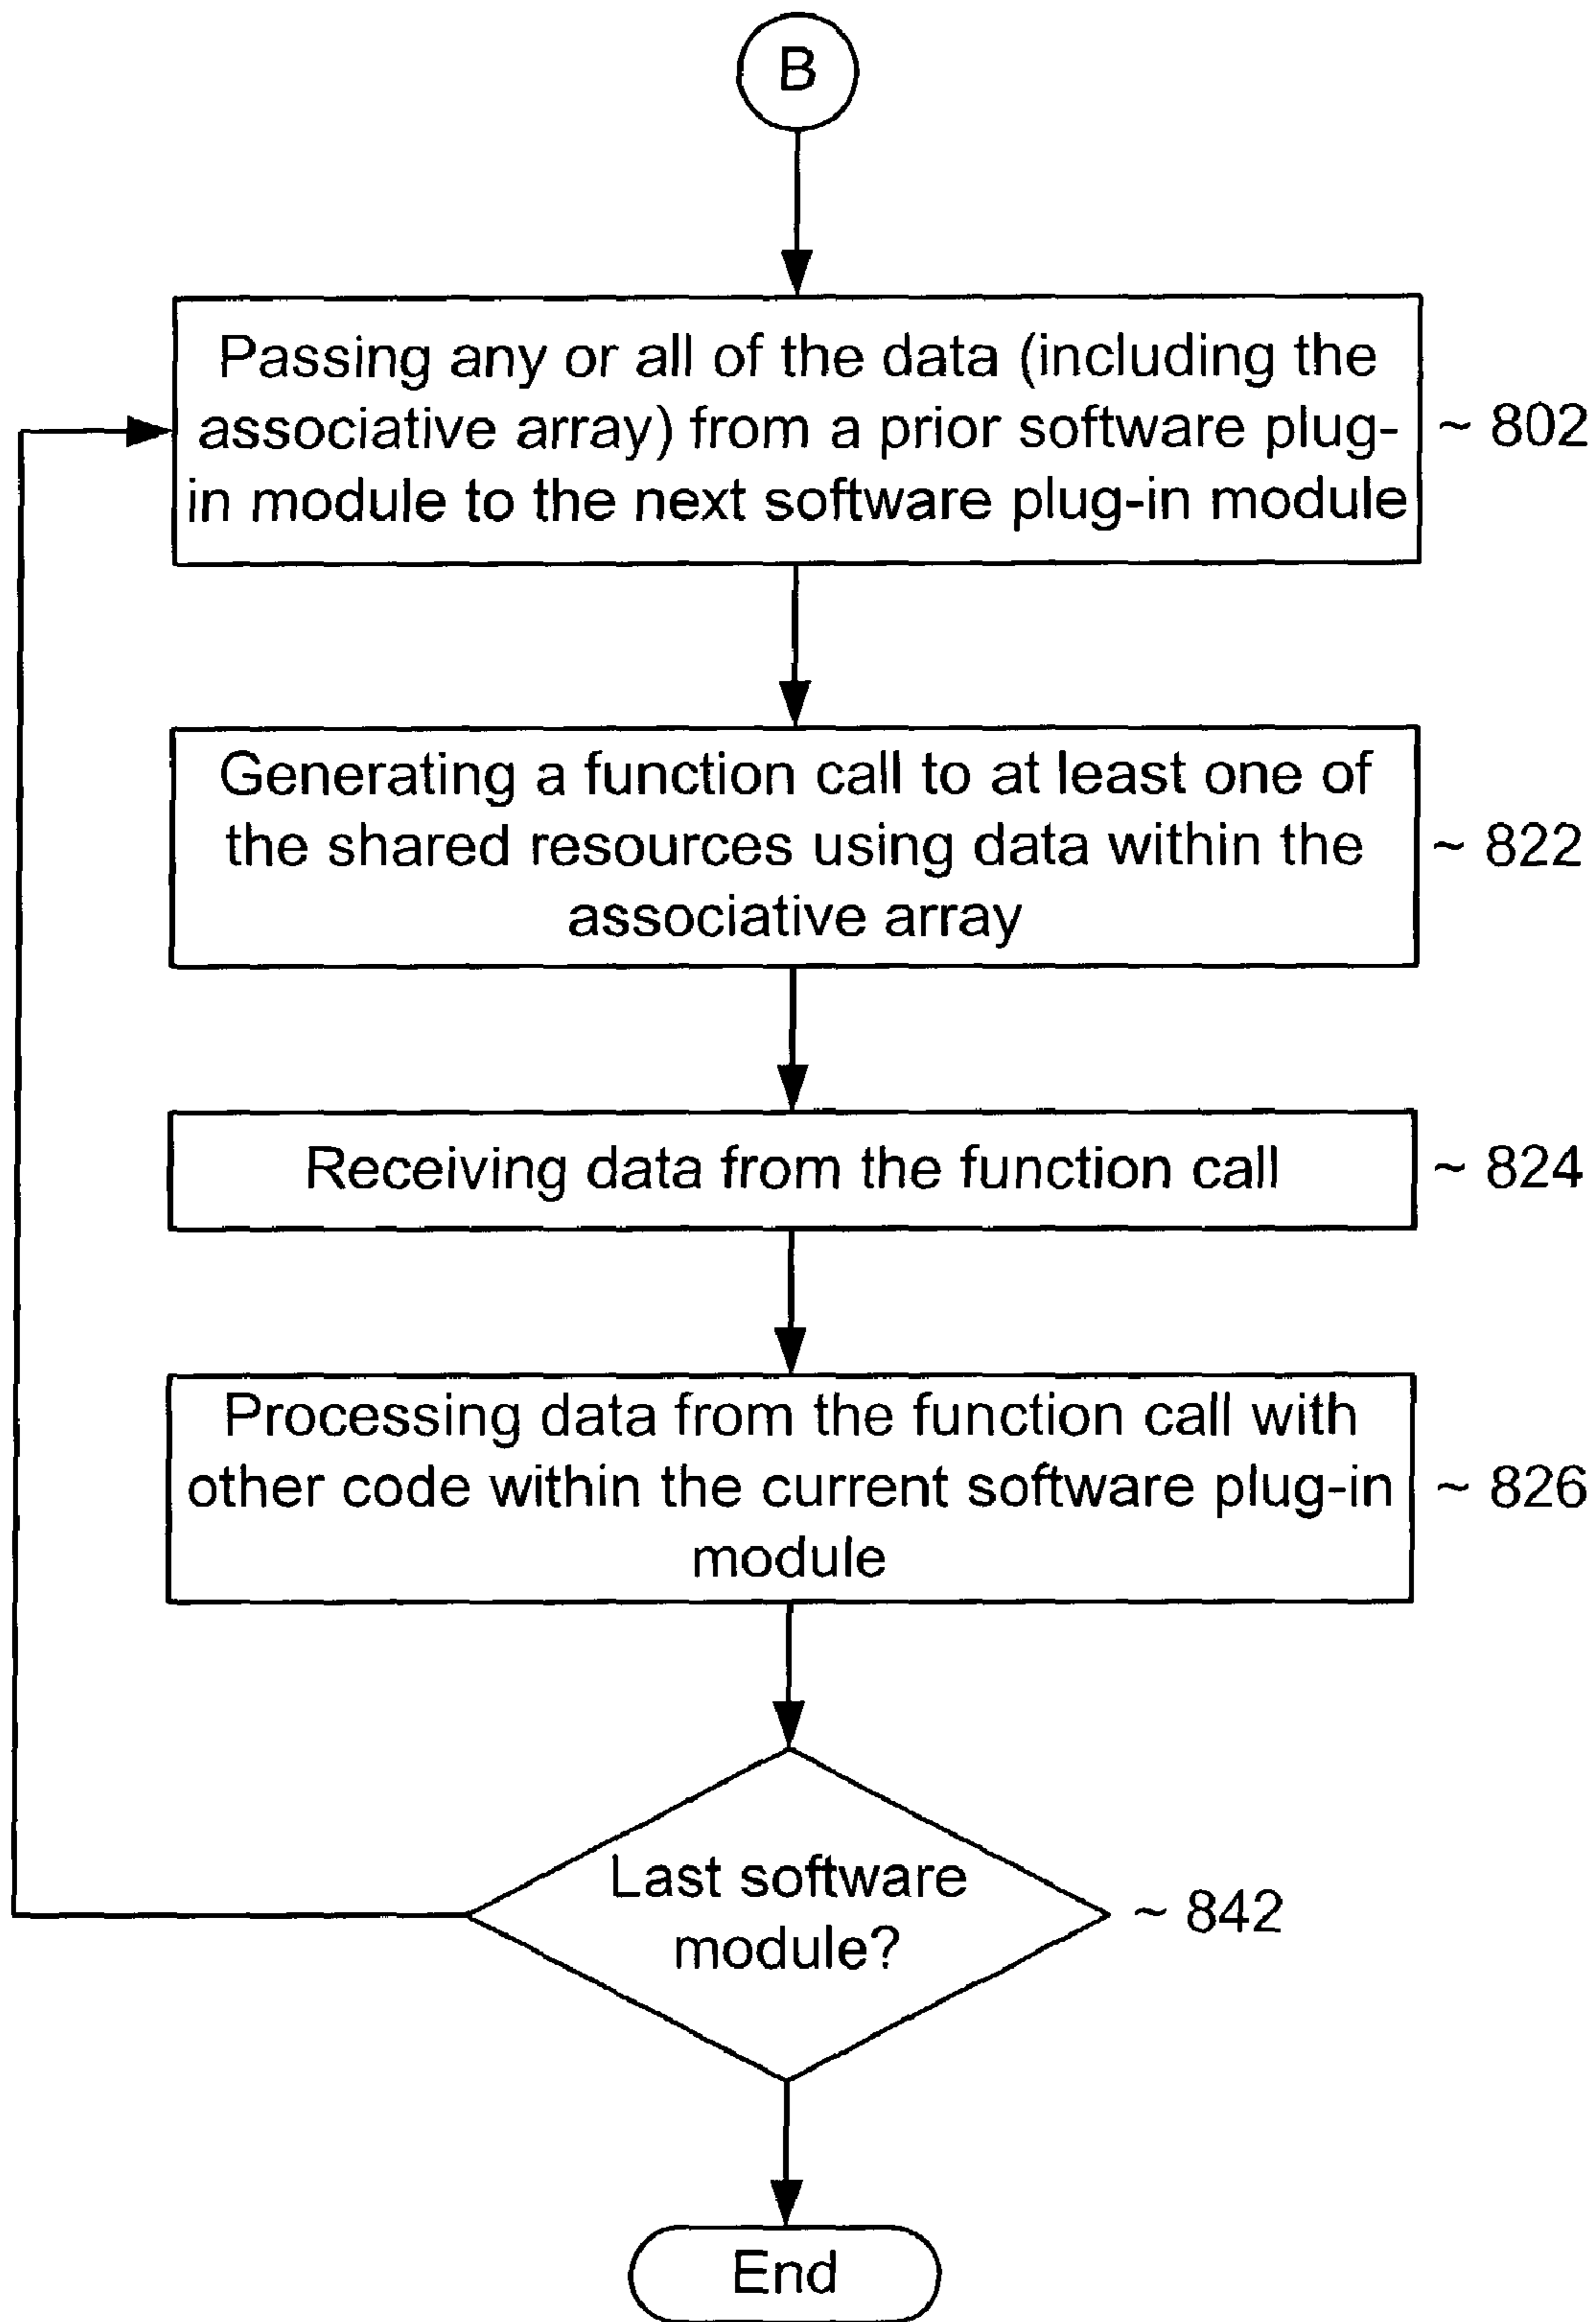 B
Passing any or all of the data (including the
associative array) from a prior software plug-
in module to the next software plug-in module
~ 802
Generating a function call to at least one of
the shared resources using data within the
associative array
~ 822
Receiving data from the function call
~ 824
Processing data from the function call with
other code within the current software plug-in
module
~ 826
Last software
module?
~ 842
End